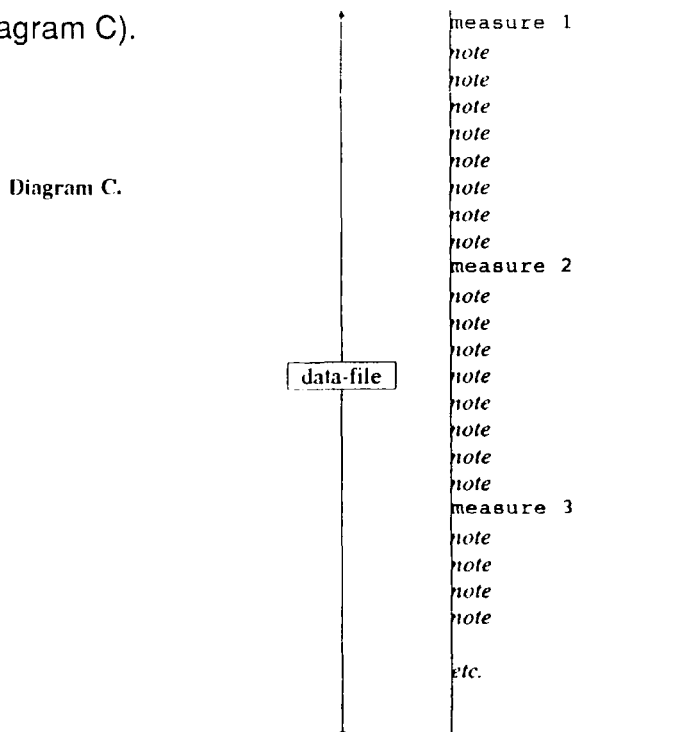 agram C).
Diagram C.
data-file
measure 1
note
note
note
note
note
note
note
note
measure 2
note
note
note
note
note
note
note
note
measure 3
note
note
note
note
etc.